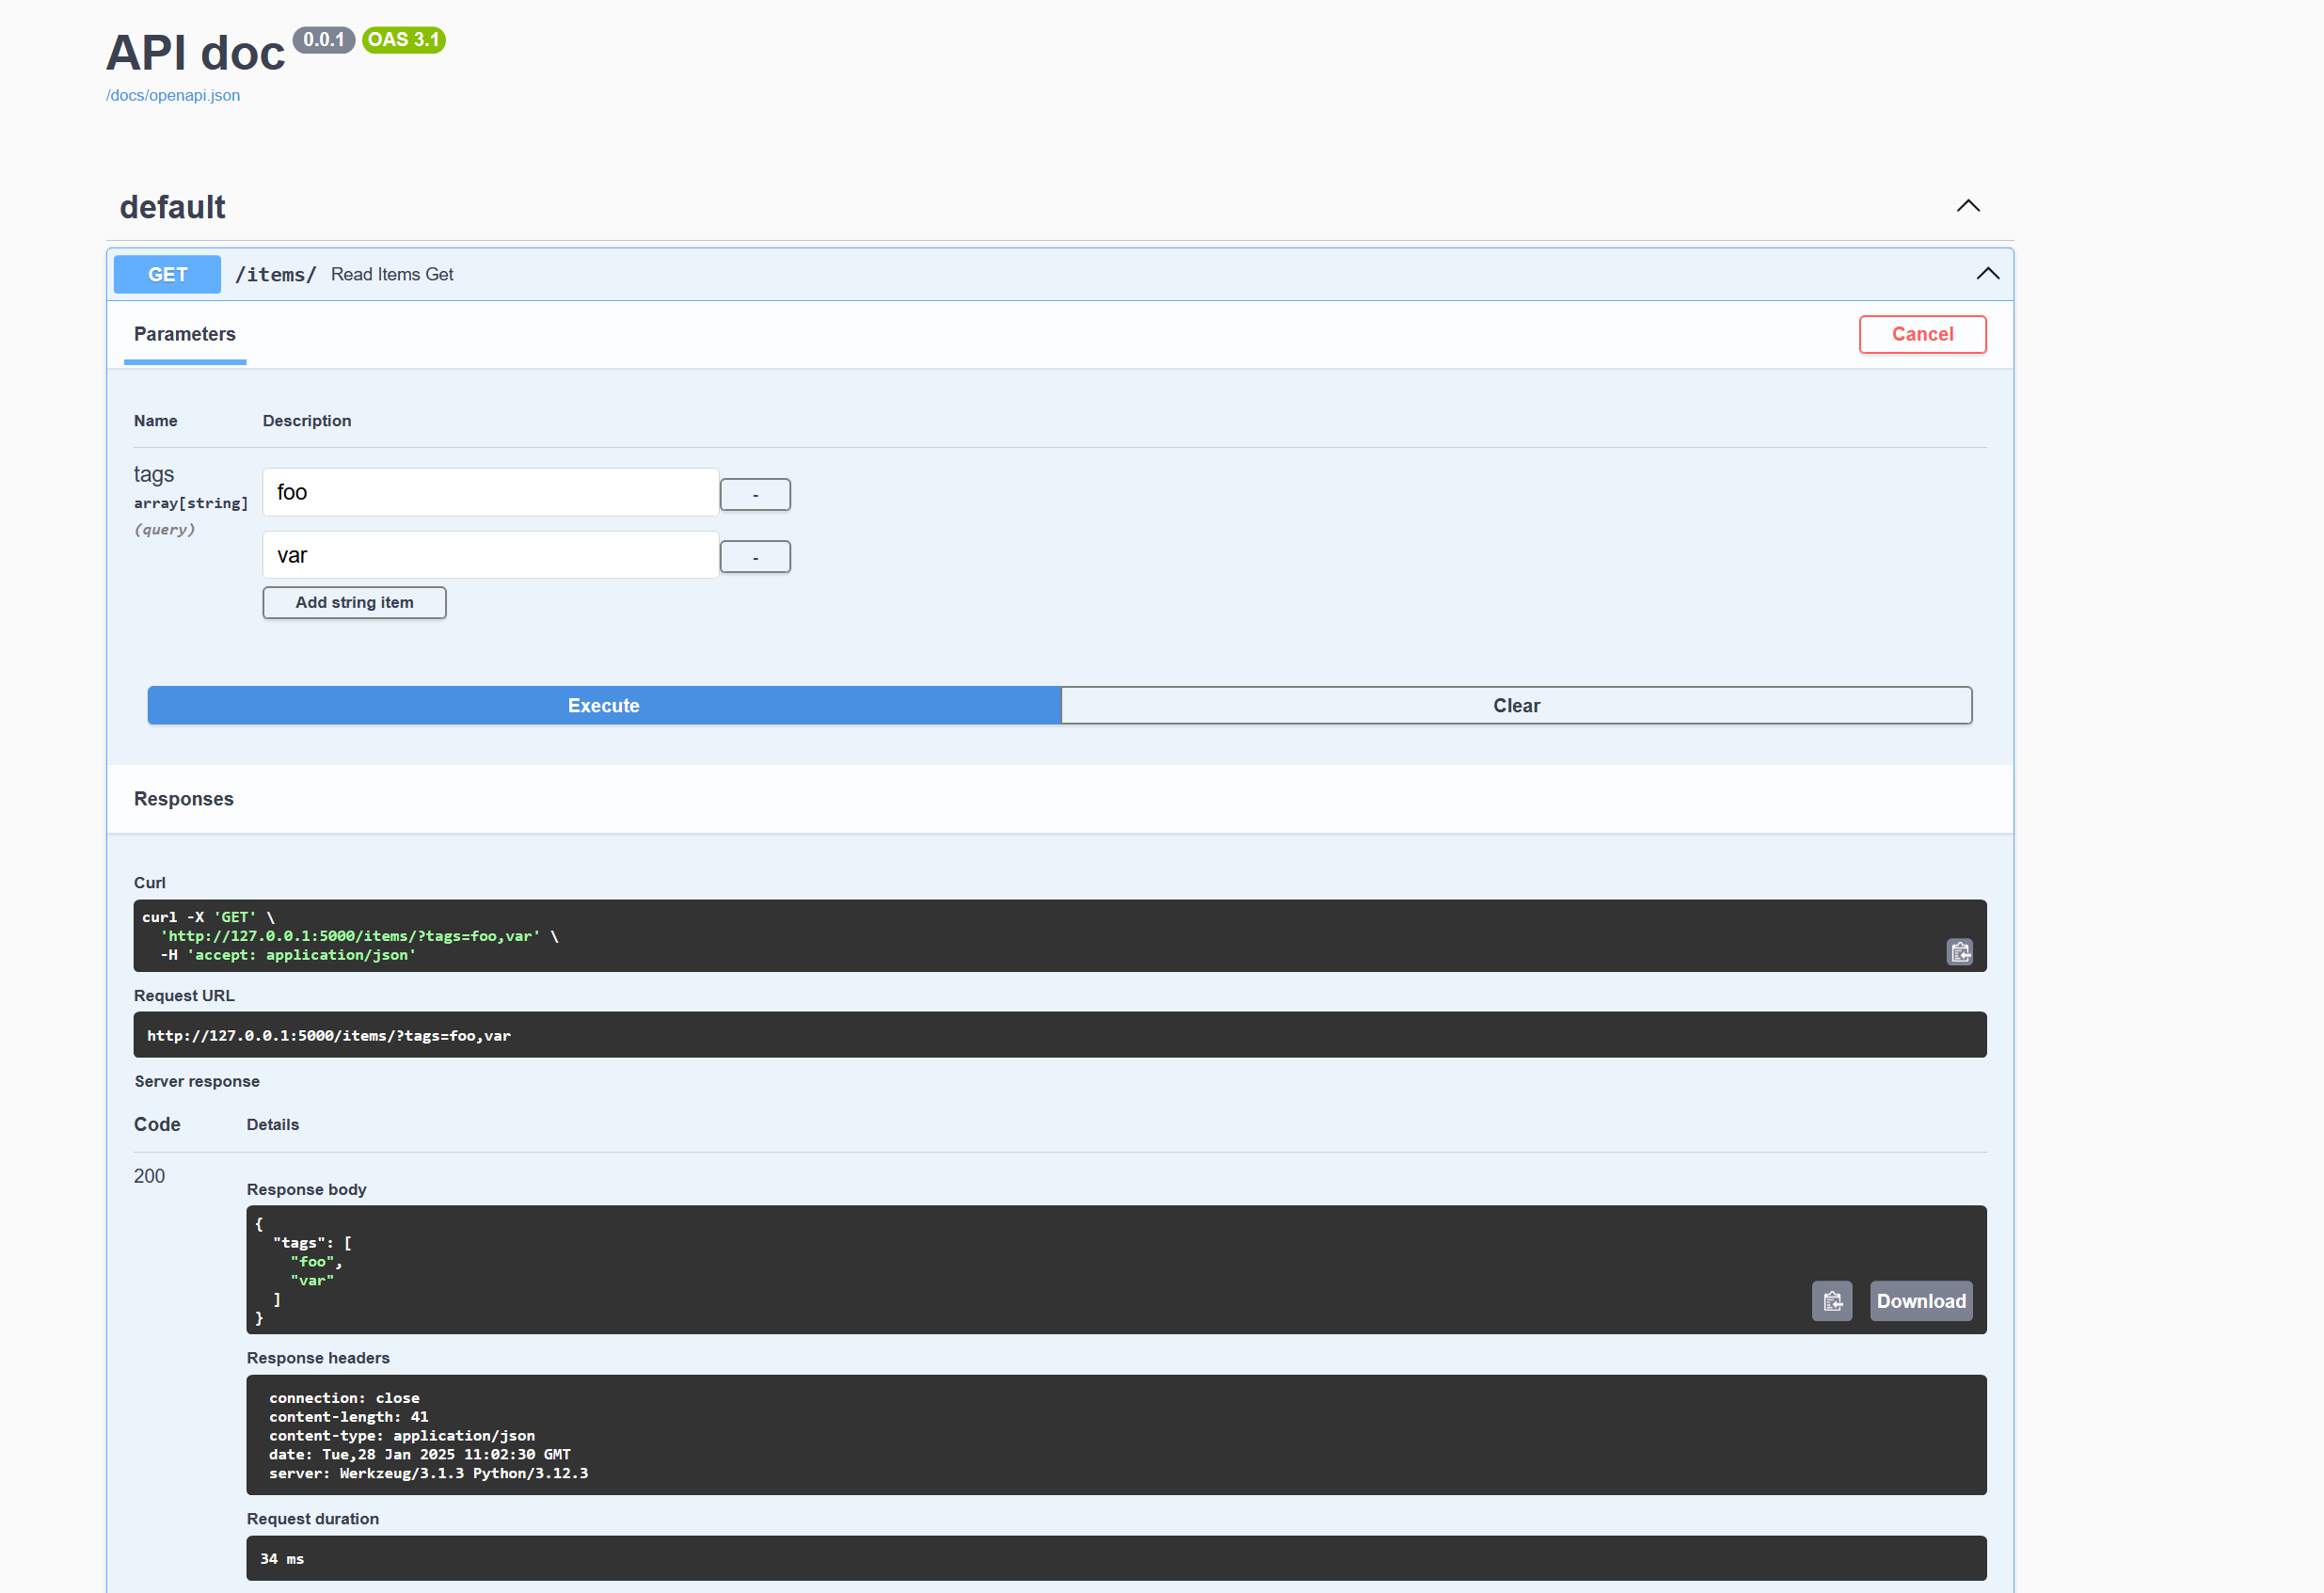 API doc 0.0.1 OAS 3.1
/docs/openapi.json
default
GET /items/ Read Items Get
Parameters Cancel
Name Description
tags
array[string]
(query)
foo -
var -
Add string item
Execute Clear
Responses
Curl
curl -X 'GET' \
'http://127.0.0.1:5000/items/?tags=foo,var' \
-H 'accept: application/json'
Request URL
http://127.0.0.1:5000/items/?tags=foo,var
Server response
Code Details
200
Response body
{
"tags": [
"foo",
"var"
]
}
Download
Response headers
connection: close
content-length: 41
content-type: application/json
date: Tue,28 Jan 2025 11:02:30 GMT
server: Werkzeug/3.1.3 Python/3.12.3
Request duration
34 ms